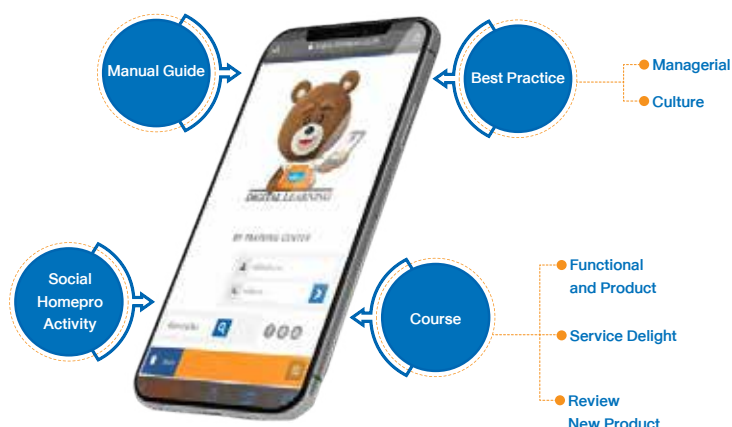 Manual Guide
Best Practice
Managerial
Culture
DIGITAL LEARNING
BY TRAINING CENTER
Social
Homepro
Activity
Course
Functional
and Product
Service Delight
Review
New Product